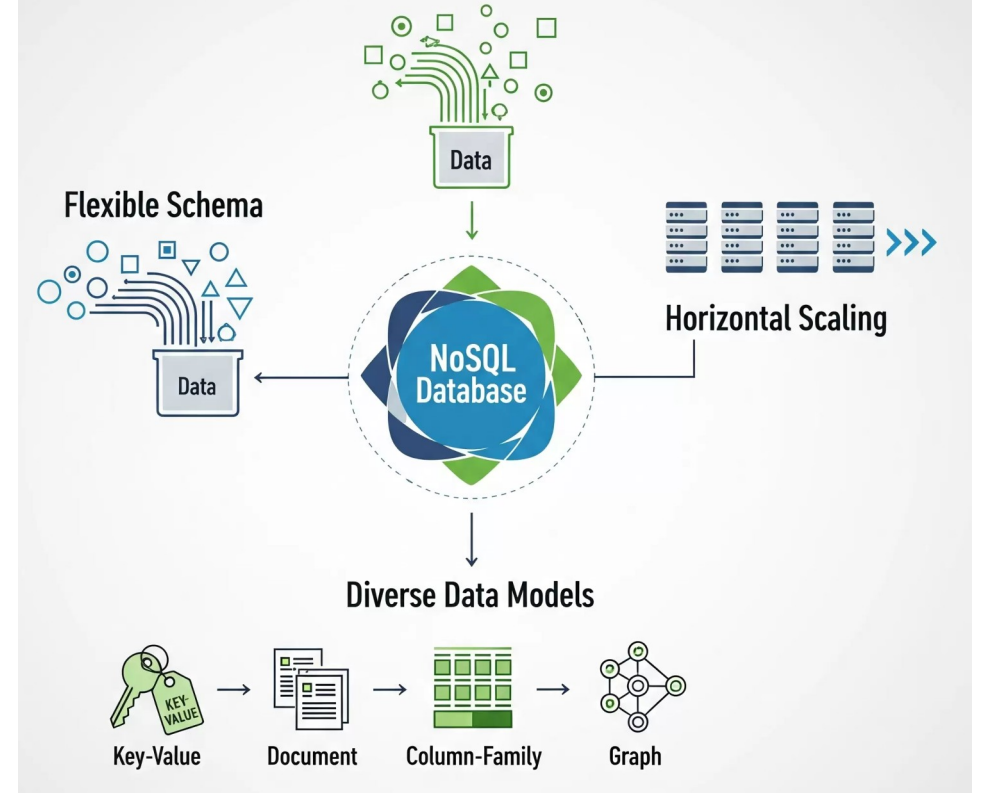 Data
Flexible Schema
Data
Horizontal Scaling
NoSQL
Database
Diverse Data Models
KEY-
VALUE
Key-Value
Document
Column-Family
Graph